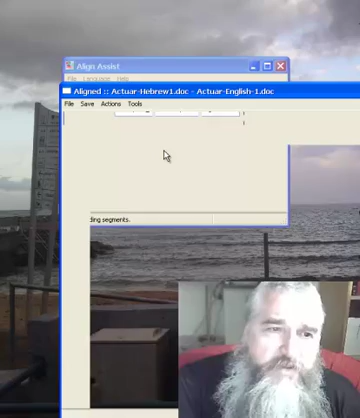 Align Assist
File Language Help
Aligned :: Actuar-Hebrew1.doc - Actuar-English-1.doc
File Save Actions Tools
ding segments.